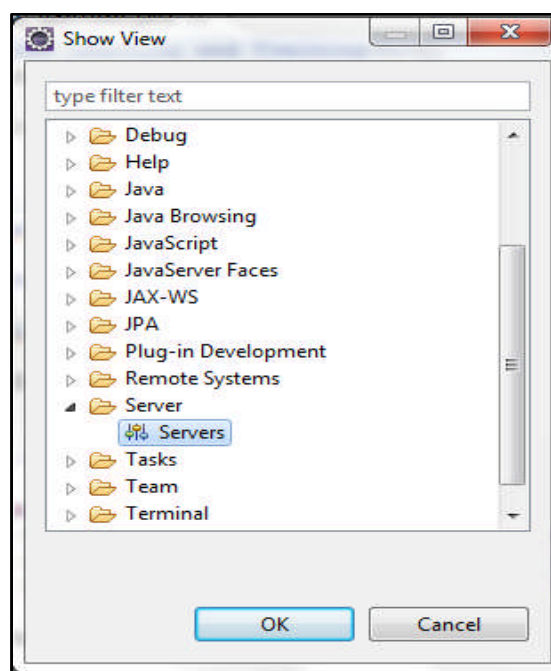 Show View
type filter text
Debug
Help
Java
Java Browsing
JavaScript
JavaServer Faces
JAX-WS
JPA
Plug-in Development
Remote Systems
Server
Servers
Tasks
Team
Terminal
OK Cancel